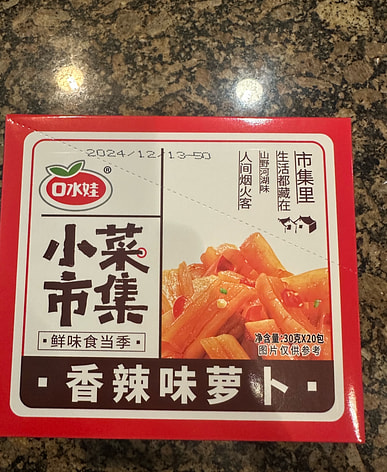 2024/12/13-50
口水娃
®
小菜
市集
·鲜味食当季·
市集里
生活都藏在
山野河湖味
人间烟火客
净含量:30克X20包
图片仅供参考
·香辣味萝卜·